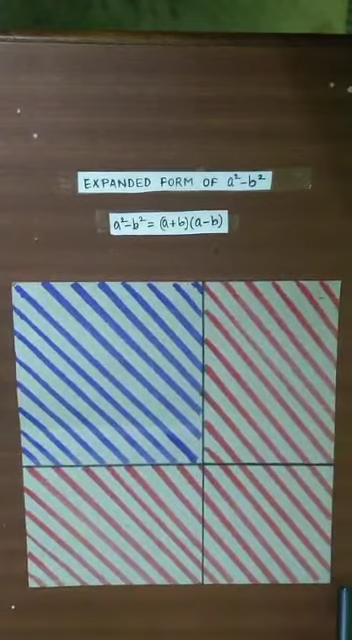 EXPANDED FORM OF a²-b²
a²-b² = (a+b)(a-b)